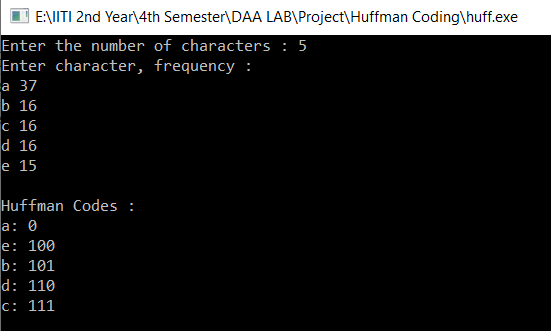 E:\IITI 2nd Year\4th Semester\DAA LAB\Project\Huffman Coding\huff.exe
Enter the number of characters : 5
Enter character, frequency :
a 37
b 16
c 16
d 16
e 15
Huffman Codes :
a: 0
e: 100
b: 101
d: 110
c: 111